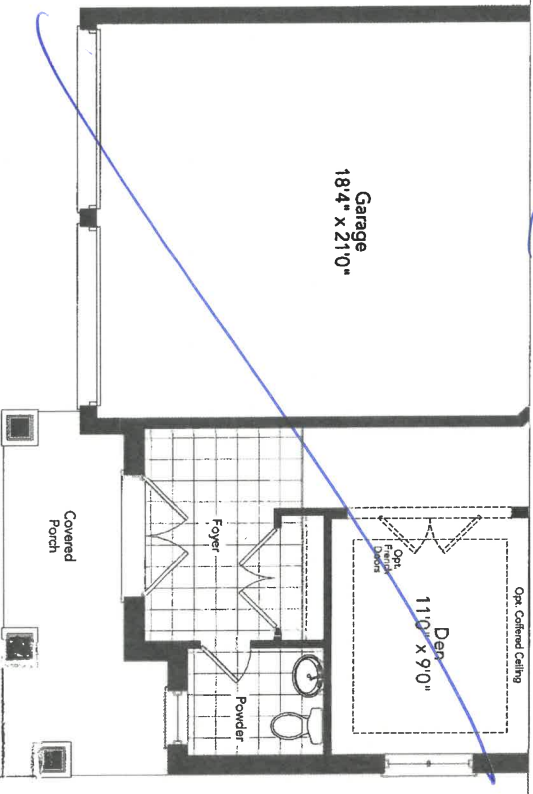 Garage
18'4" x 21'0"
Opt. Coffered Ceiling
Den
11'0" x 9'0"
Opt.
French
Doors
Foyer
Powder
Covered
Porch